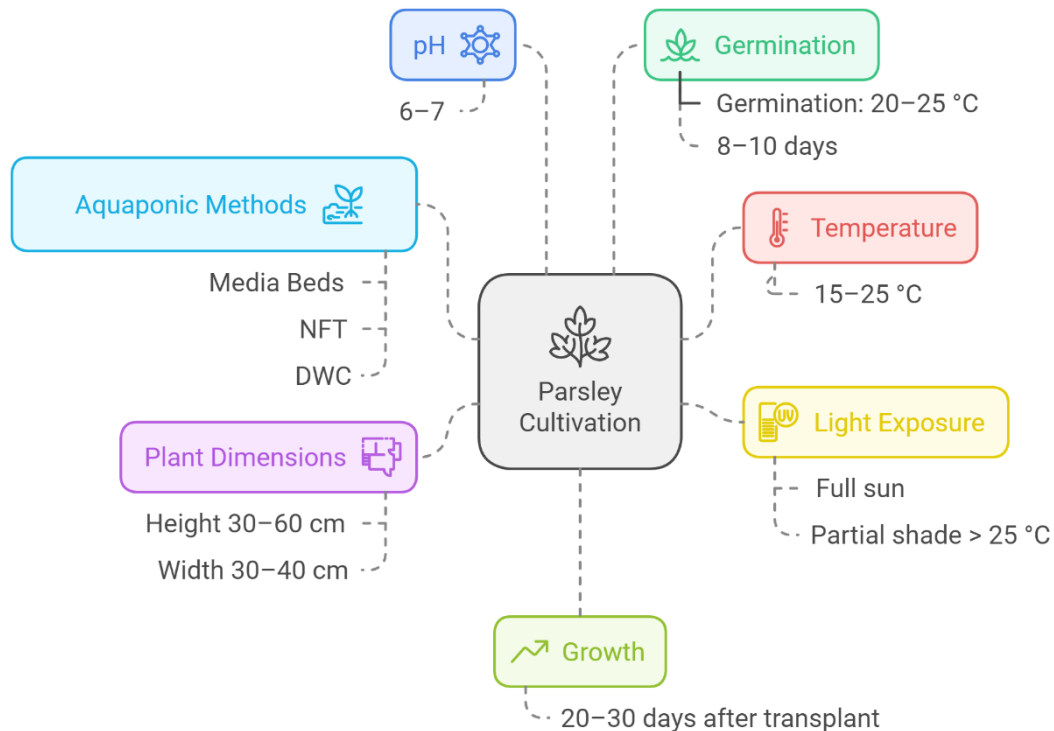 pH
6–7
Germination
Germination: 20–25 °C
8–10 days
Aquaponic Methods
Media Beds
NFT
DWC
Temperature
15–25 °C
Parsley
Cultivation
Plant Dimensions
Height 30–60 cm
Width 30–40 cm
UV
Light Exposure
Full sun
Partial shade > 25 °C
Growth
20–30 days after transplant